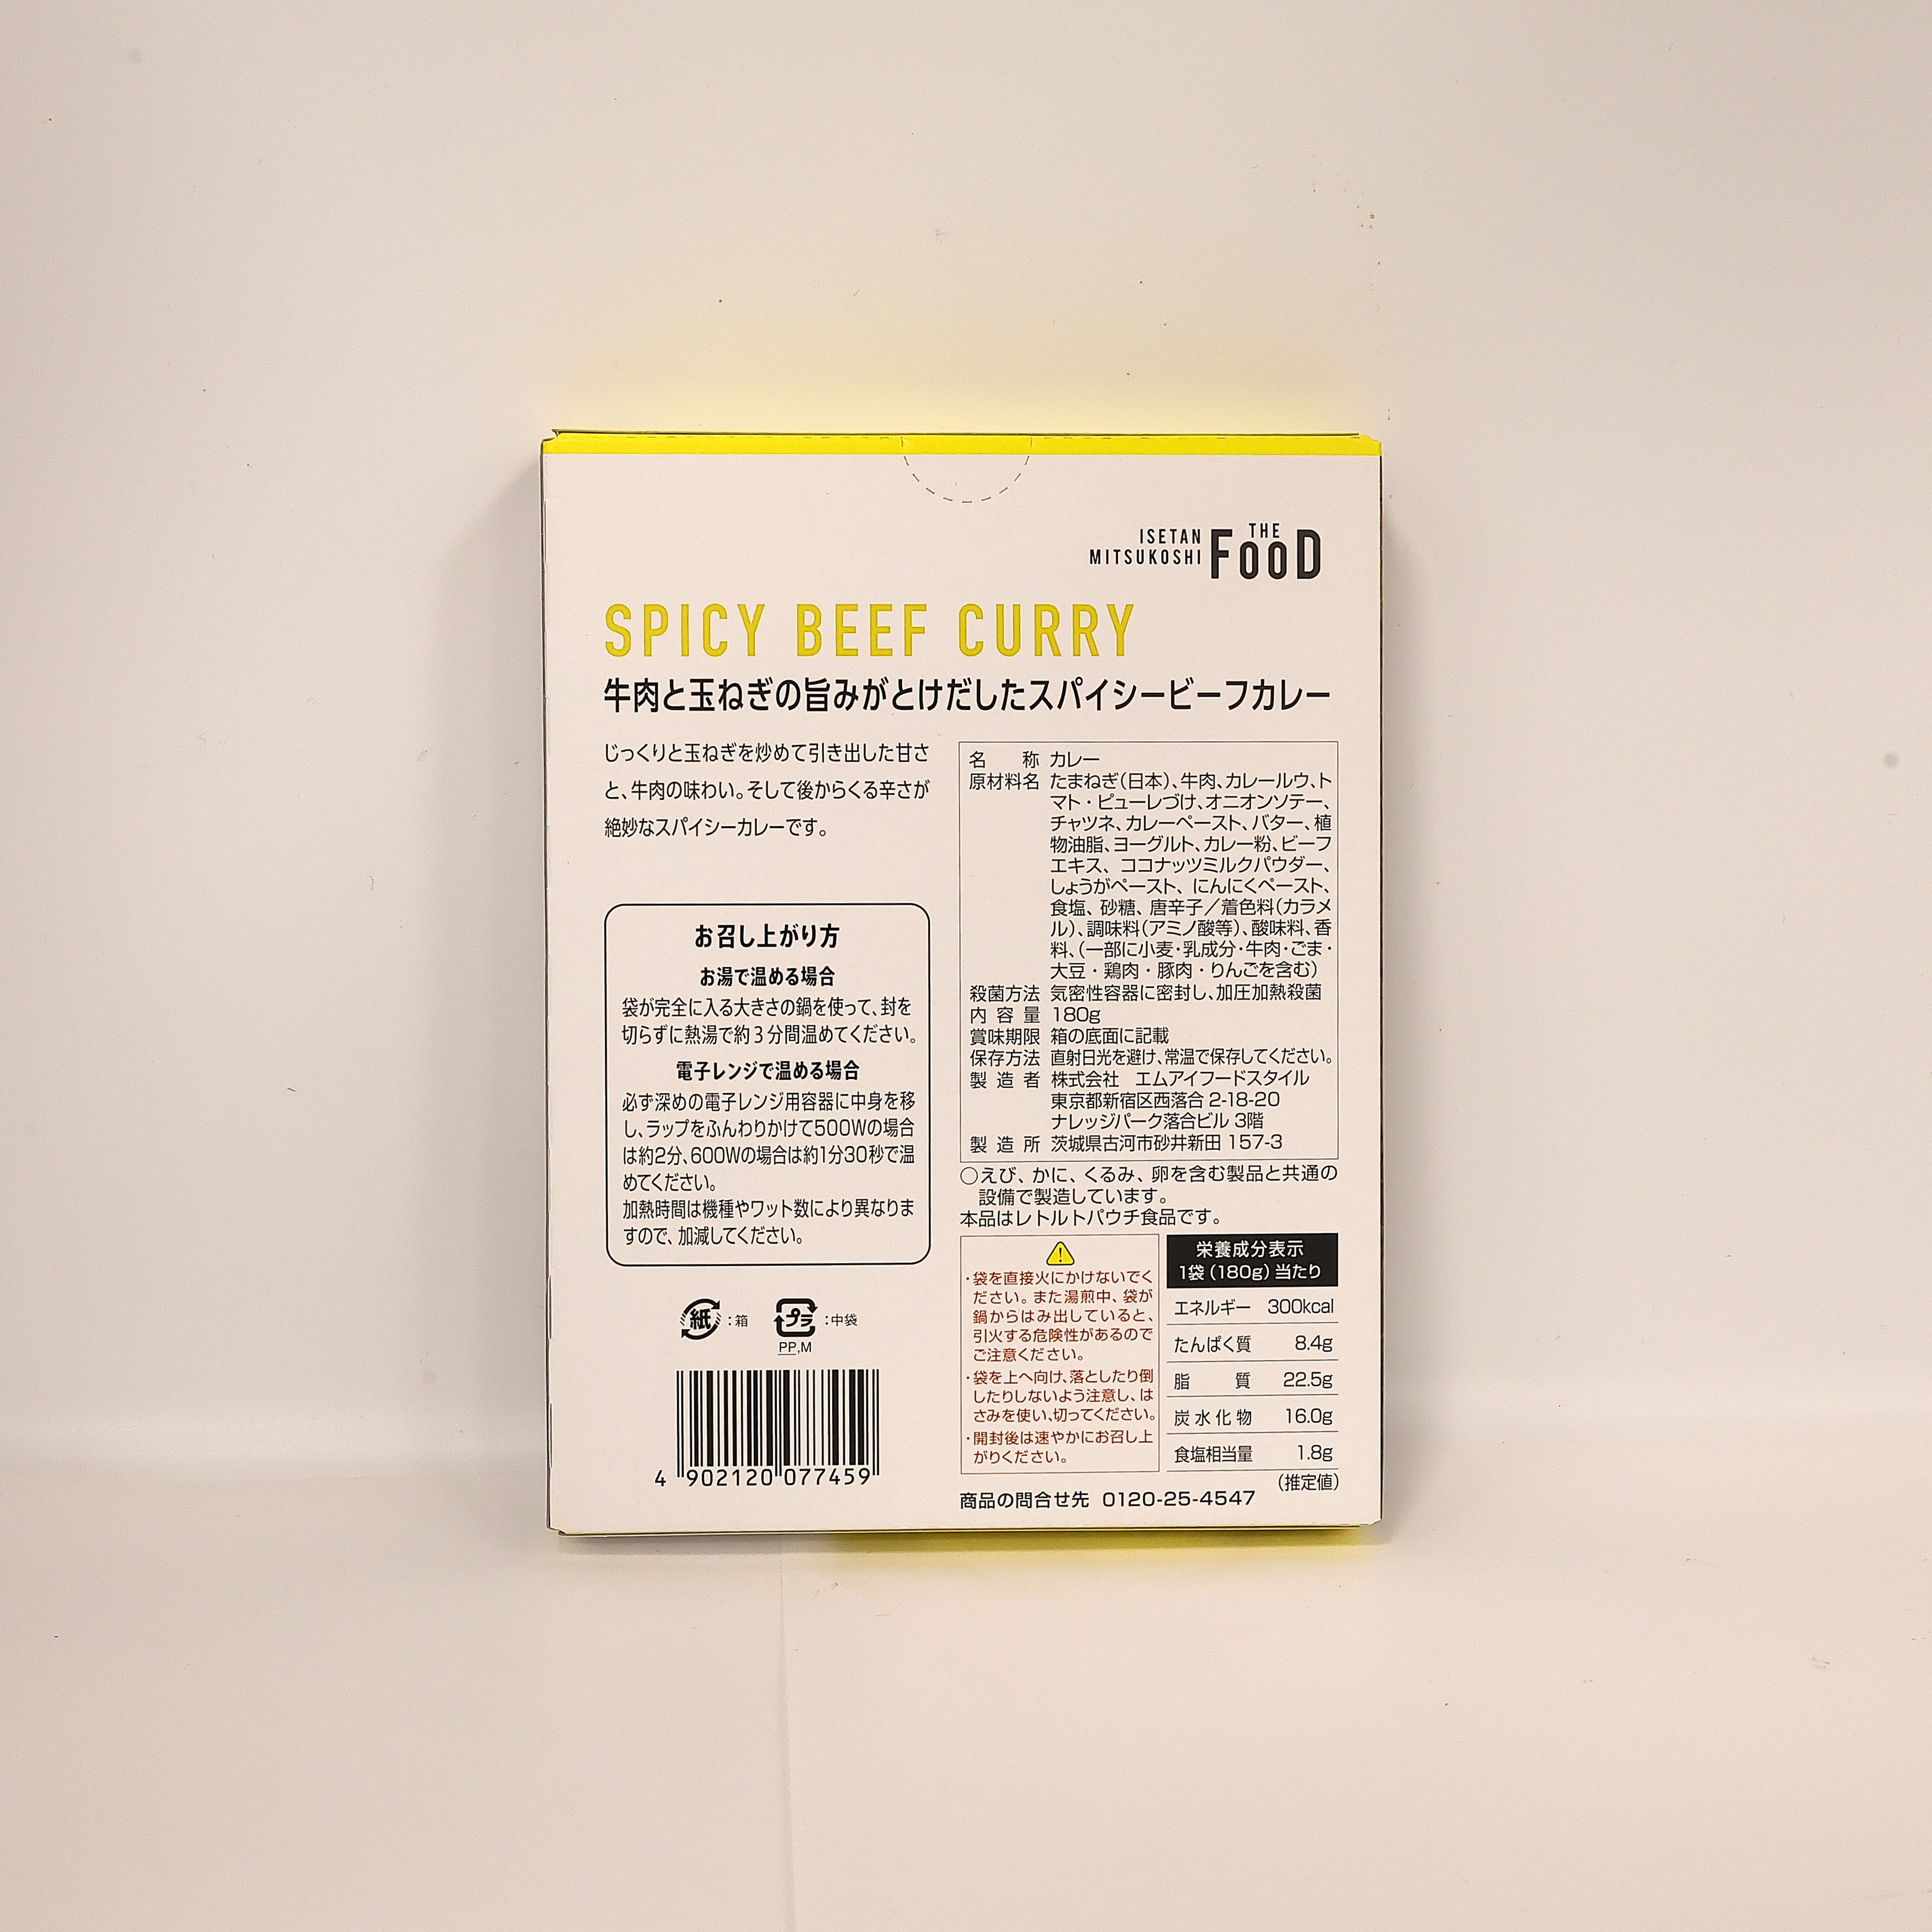 ISETAN
MITSUKOSHI
THE
FOOD
SPICY BEEF CURRY
牛肉と玉ねぎの旨みがとけだしたスパイシービーフカレー
じっくりと玉ねぎを炒めて引き出した甘さ
と、牛肉の味わい。そして後からくる辛さが
絶妙なスパイシーカレーです。
お召し上がり方
お湯で温める場合
袋が完全に入る大きさの鍋を使って、封を
切らずに熱湯で約3分間温めてください。
電子レンジで温める場合
必ず深めの電子レンジ用容器に中身を移
し、ラップをふんわりかけて500Wの場合
は約2分、600Wの場合は約1分30秒で温
めてください。
加熱時間は機種やワット数により異なりま
すので、加減してください。
紙:箱
プラ:中袋
PP,M
4 902120 077459
名称 カレー
原材料名 たまねぎ(日本)、牛肉、カレールウ、ト
マト・ピューレづけ、オニオンソテー、
チャツネ、カレーペースト、バター、植
物油脂、ヨーグルト、カレー粉、ビーフ
エキス、ココナッツミルクパウダー、
しょうがペースト、にんにくペースト、
食塩、砂糖、唐辛子/着色料(カラメ
ル)、調味料(アミノ酸等)、酸味料、香
料、(一部に小麦・乳成分・牛肉・ごま・
大豆・鶏肉・豚肉・りんごを含む)
殺菌方法 気密性容器に密封し、加圧加熱殺菌
内容量 180g
賞味期限 箱の底面に記載
保存方法 直射日光を避け、常温で保存してください。
製造者 株式会社 エムアイフードスタイル
東京都新宿区西落合 2-18-20
ナレッジパーク落合ビル 3階
製造所 茨城県古河市砂井新田 157-3
○えび、かに、くるみ、卵を含む製品と共通の
設備で製造しています。
本品はレトルトパウチ食品です。
・袋を直接火にかけないでく
ださい。また湯煎中、袋が
鍋からはみ出していると、
引火する危険性があるので
ご注意ください。
・袋を上へ向け、落としたり倒
したりしないよう注意し、は
さみを使い、切ってください。
・開封後は速やかにお召し上
がりください。
栄養成分表示
1袋(180g)当たり
エネルギー 300kcal
たんぱく質 8.4g
脂質 22.5g
炭水化物 16.0g
食塩相当量 1.8g
(推定値)
商品の問合せ先 0120-25-4547